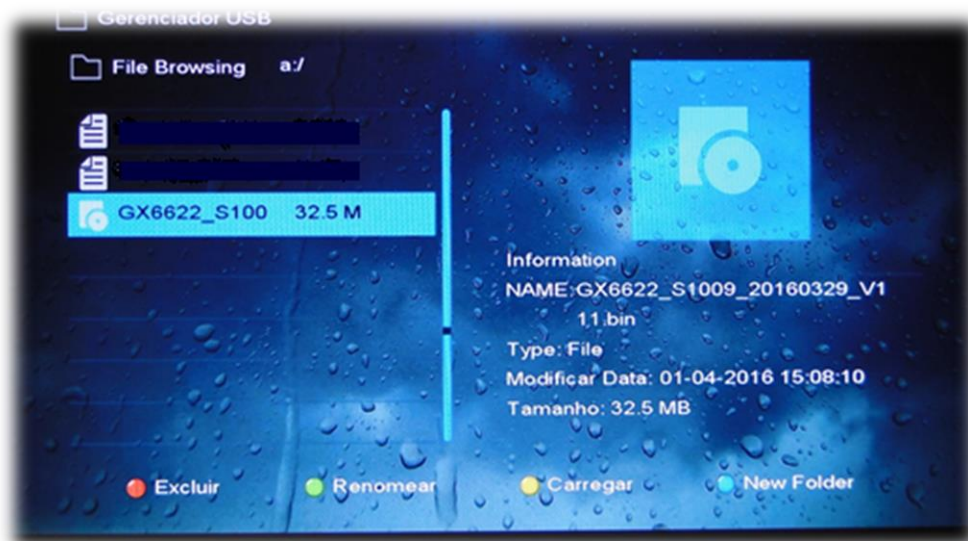 Gerenciador USB
File Browsing a:/
GX6622_S100 32.5 M
Information
NAME:GX6622_S1009_20160329_V1
11.bin
Type: File
Modificar Data: 01-04-2016 15:08:10
Tamanho: 32.5 MB
Excluir Renomear Carregar New Folder